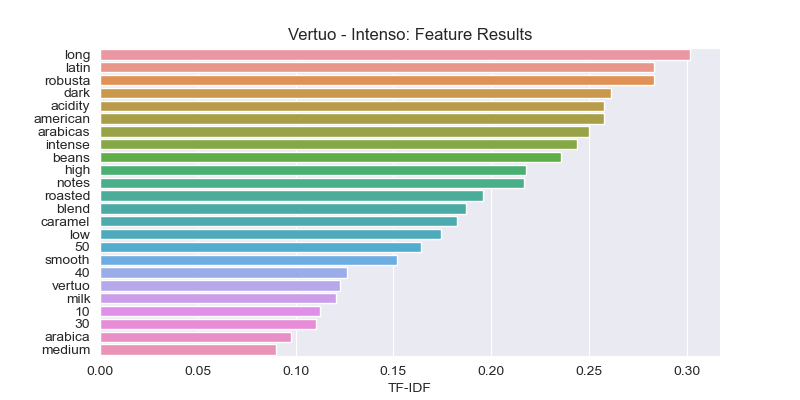 Vertuo - Intenso: Feature Results
long
latin
robusta
dark
acidity
american
arabicas
intense
beans
high
notes
roasted
blend
caramel
low
50
smooth
40
vertuo
milk
10
30
arabica
medium
0.00 0.05 0.10 0.15 0.20 0.25 0.30
TF-IDF